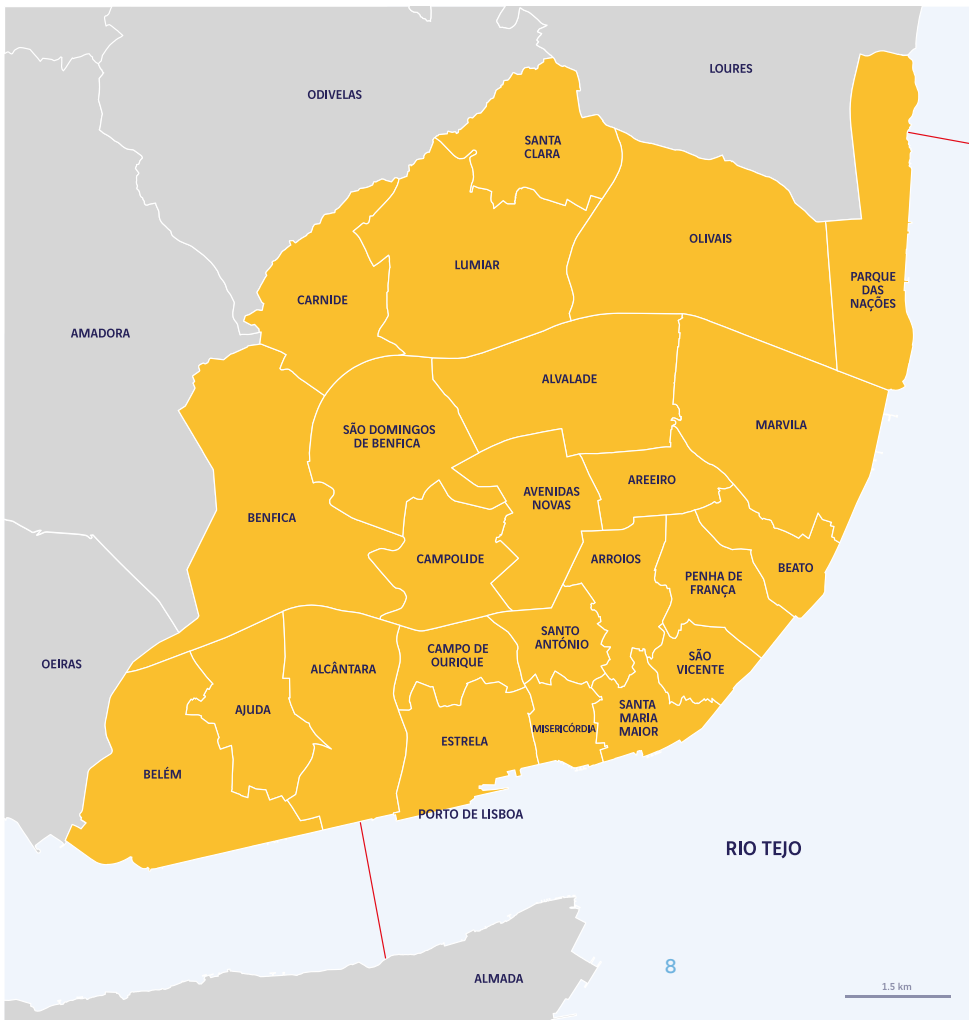 LOURES
ODIVELAS
SANTA
CLARA
OLIVAIS
LUMIAR
PARQUE
DAS
NAÇÕES
CARNIDE
AMADORA
ALVALADE
SÃO DOMINGOS
DE BENFICA
MARVILA
AREEIRO
AVENIDAS
NOVAS
BENFICA
CAMPOLIDE
ARROIOS
BEATO
PENHA DE
FRANÇA
SANTO
ANTÓNIO
CAMPO DE
OURIQUE
SÃO
VICENTE
OEIRAS
ALCÂNTARA
AJUDA
SANTA
MARIA
MAIOR
MISERICÓRDIA
ESTRELA
BELÉM
PORTO DE LISBOA
RIO TEJO
8
ALMADA
1.5 km